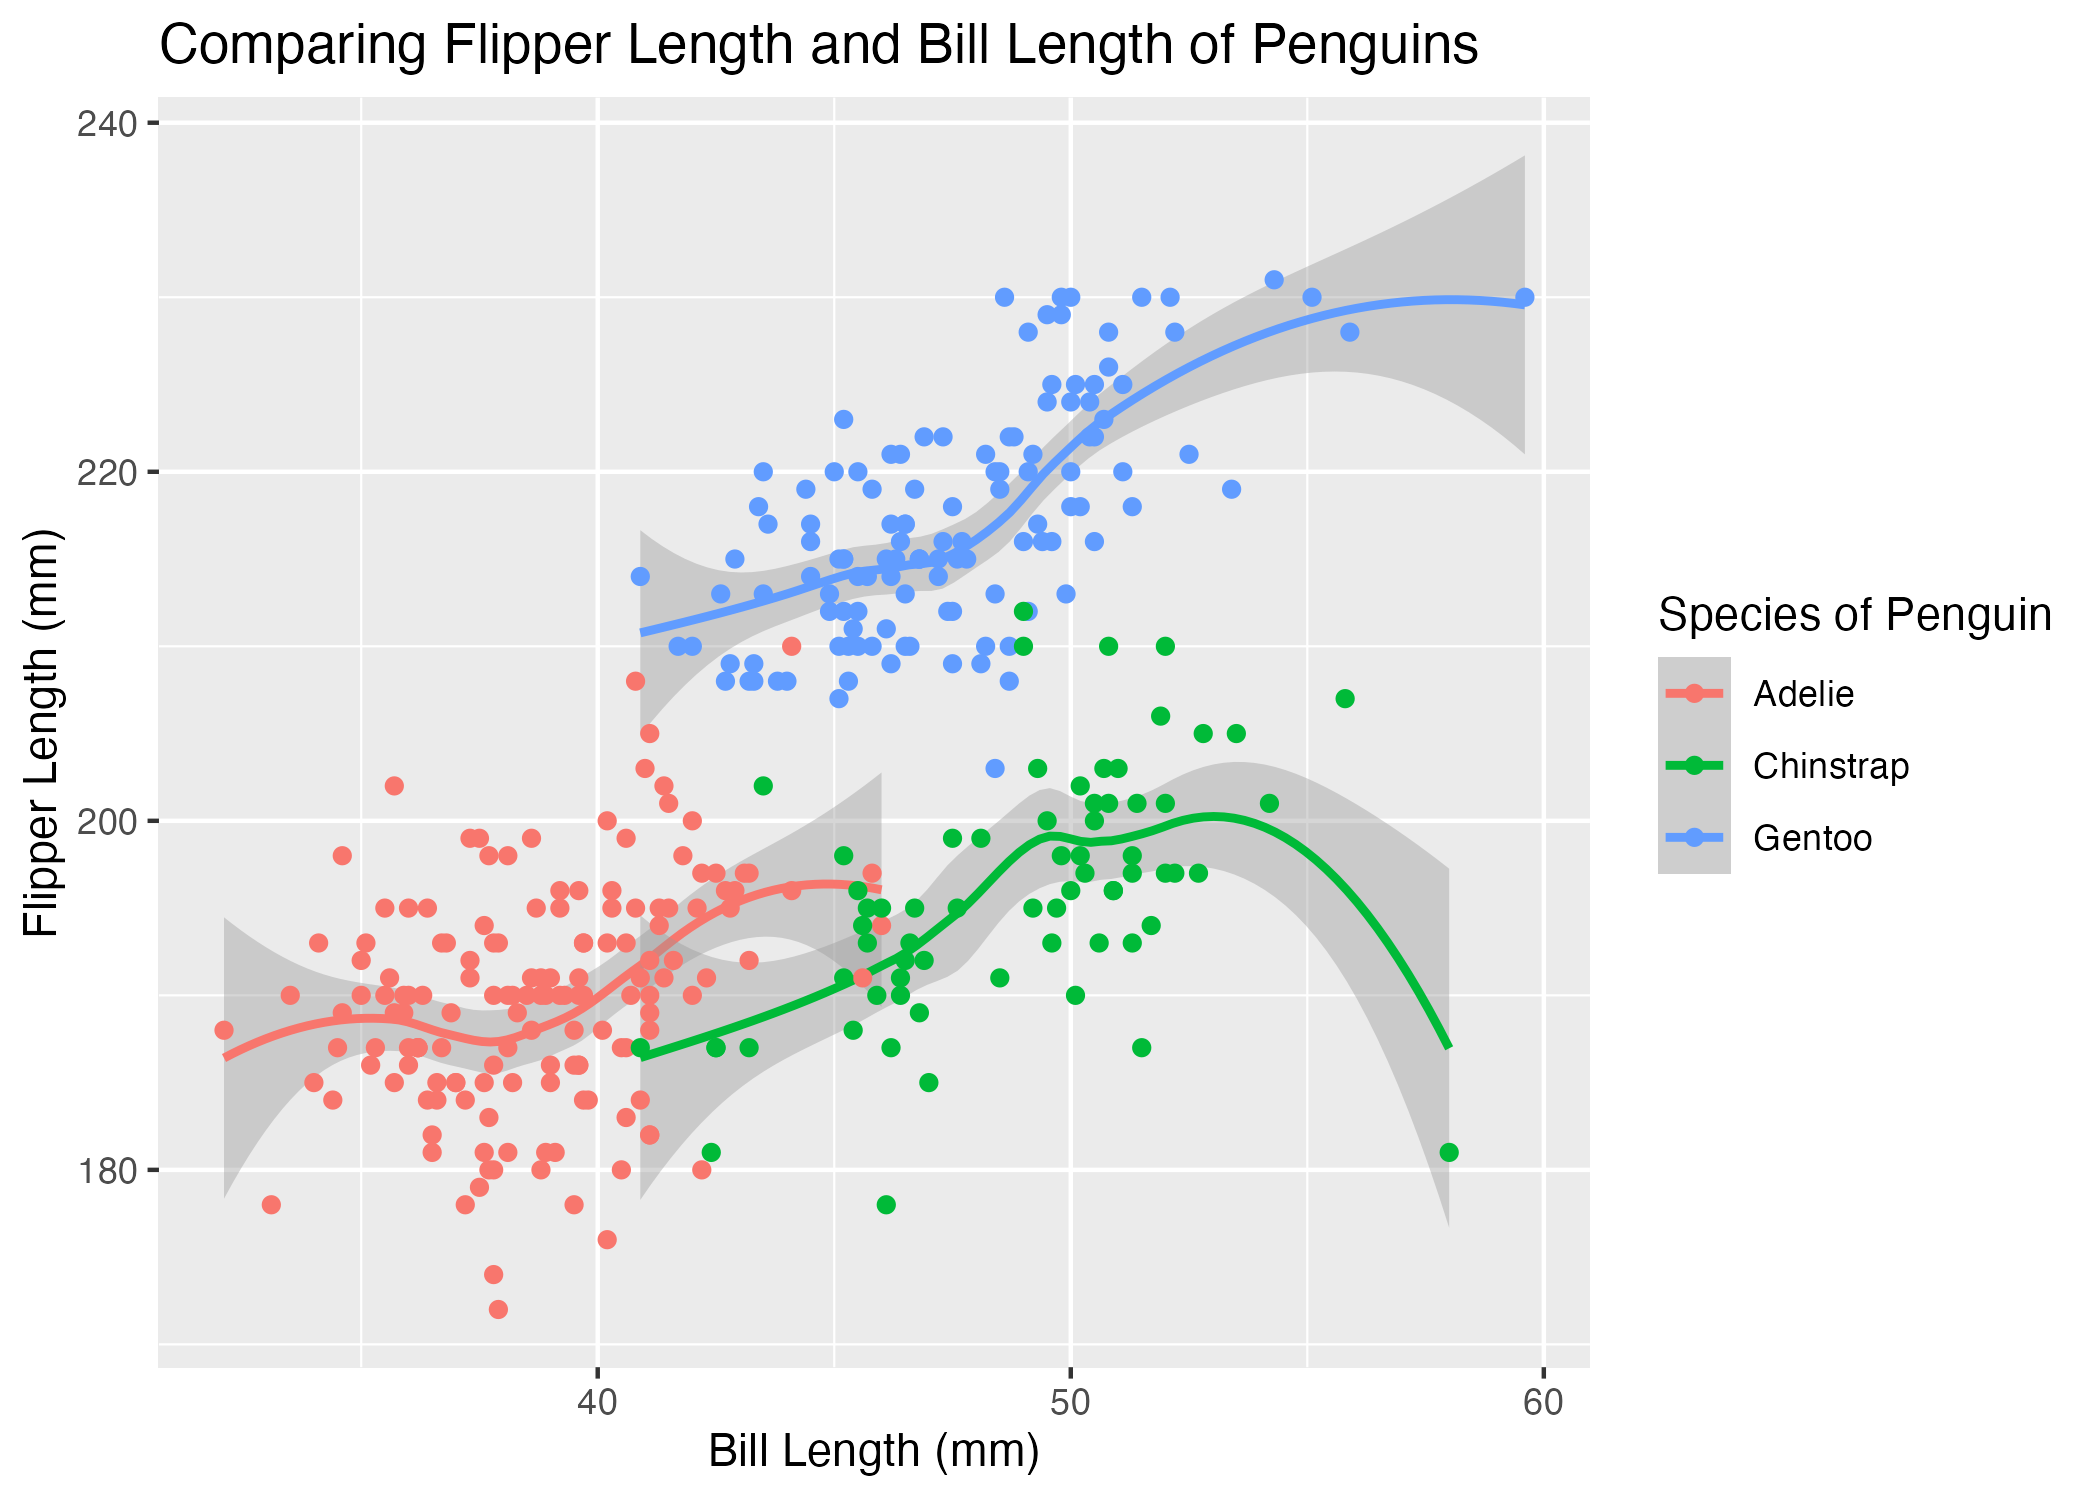 Comparing Flipper Length and Bill Length of Penguins
240
220
200
180
Flipper Length (mm)
40 50 60
Bill Length (mm)
Species of Penguin
Adelie
Chinstrap
Gentoo